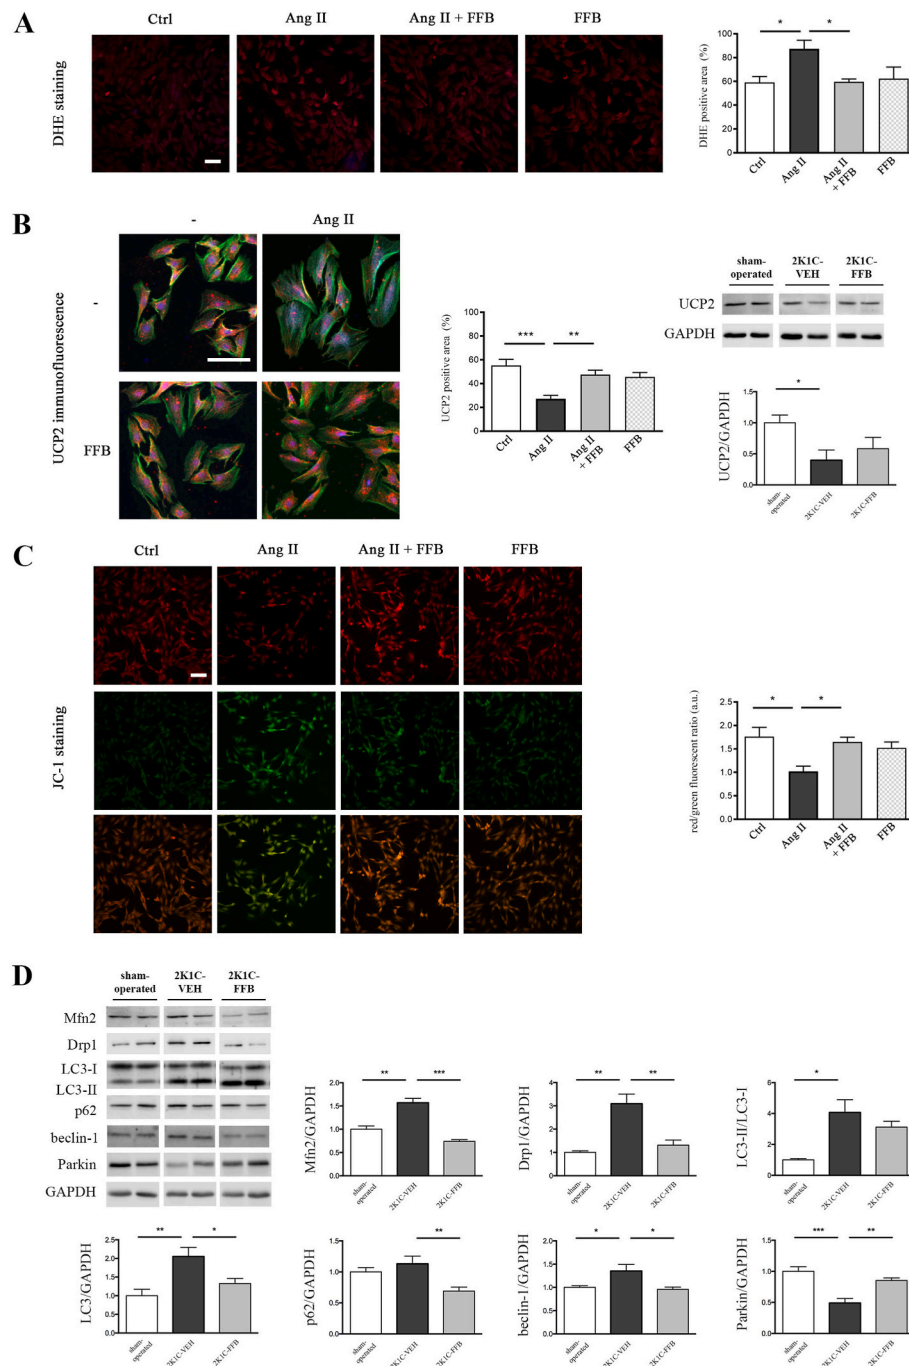 A
Ctrl
Ang II
Ang II + FFB
FFB
DHE staining
DHE positive area (%)
100
80
60
40
20
0
*
*
Ctrl
Ang II
Ang II
+ FFB
FFB
B
-
Ang II
-
FFB
UCP2 immunofluorescence
UCP2 positive area (%)
100
80
60
40
20
0
***
**
Ctrl
Ang II
Ang II
+ FFB
FFB
sham-
operated
2K1C-
VEH
2K1C-
FFB
UCP2
GAPDH
UCP2/GAPDH
1.5
1.0
0.5
0.0
*
sham-
operated
2K1C-VEH
2K1C-FFB
C
Ctrl
Ang II
Ang II + FFB
FFB
JC-1 staining
red/green fluorescent ratio (a.u.)
2.5
2.0
1.5
1.0
0.5
0.0
*
*
Ctrl
Ang II
Ang II
+ FFB
FFB
D
sham-
operated
2K1C-
VEH
2K1C-
FFB
Mfn2
Drp1
LC3-I
LC3-II
p62
beclin-1
Parkin
GAPDH
Mfn2/GAPDH
2.0
1.5
1.0
0.5
0.0
**
***
sham-
operated
2K1C-VEH
2K1C-FFB
Drp1/GAPDH
4
3
2
1
0
**
**
sham-
operated
2K1C-VEH
2K1C-FFB
LC3-II/LC3-I
6
4
2
0
*
sham-
operated
2K1C-VEH
2K1C-FFB
LC3/GAPDH
2.5
2.0
1.5
1.0
0.5
0.0
**
*
sham-
operated
2K1C-VEH
2K1C-FFB
p62/GAPDH
1.5
1.0
0.5
0.0
**
sham-
operated
2K1C-VEH
2K1C-FFB
beclin-1/GAPDH
2.0
1.5
1.0
0.5
0.0
*
*
sham-
operated
2K1C-VEH
2K1C-FFB
Parkin/GAPDH
1.5
1.0
0.5
0.0
***
**
sham-
operated
2K1C-VEH
2K1C-FFB